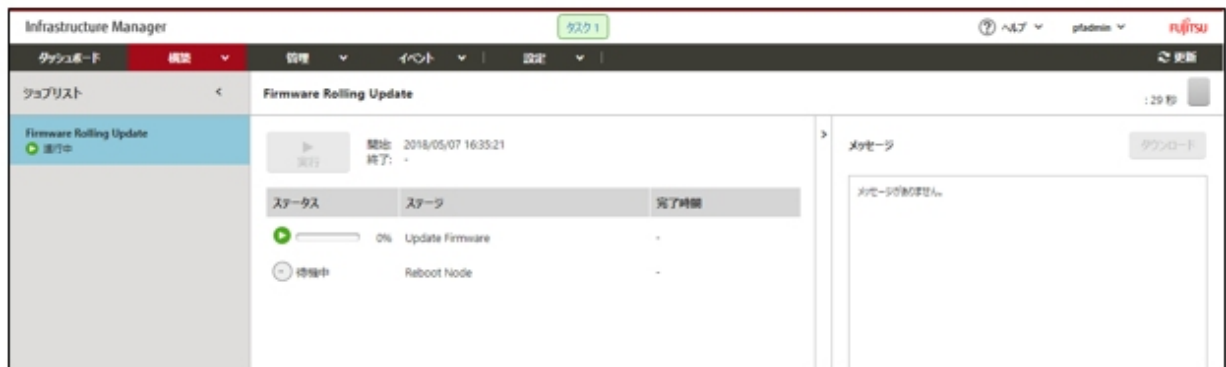 Infrastructure Manager
タスク 1
ヘルプ
pfadmin
FUJITSU
ダッシュボード
構築
管理
イベント
設定
更新
ジョブリスト
Firmware Rolling Update
: 29 秒
Firmware Rolling Update
進行中
実行
開始: 2018/05/07 16:35:21
終了: -
メッセージ
ダウンロード
ステータス
ステージ
完了時間
メッセージがありません。
0%
Update Firmware
-
待機中
Reboot Node
-